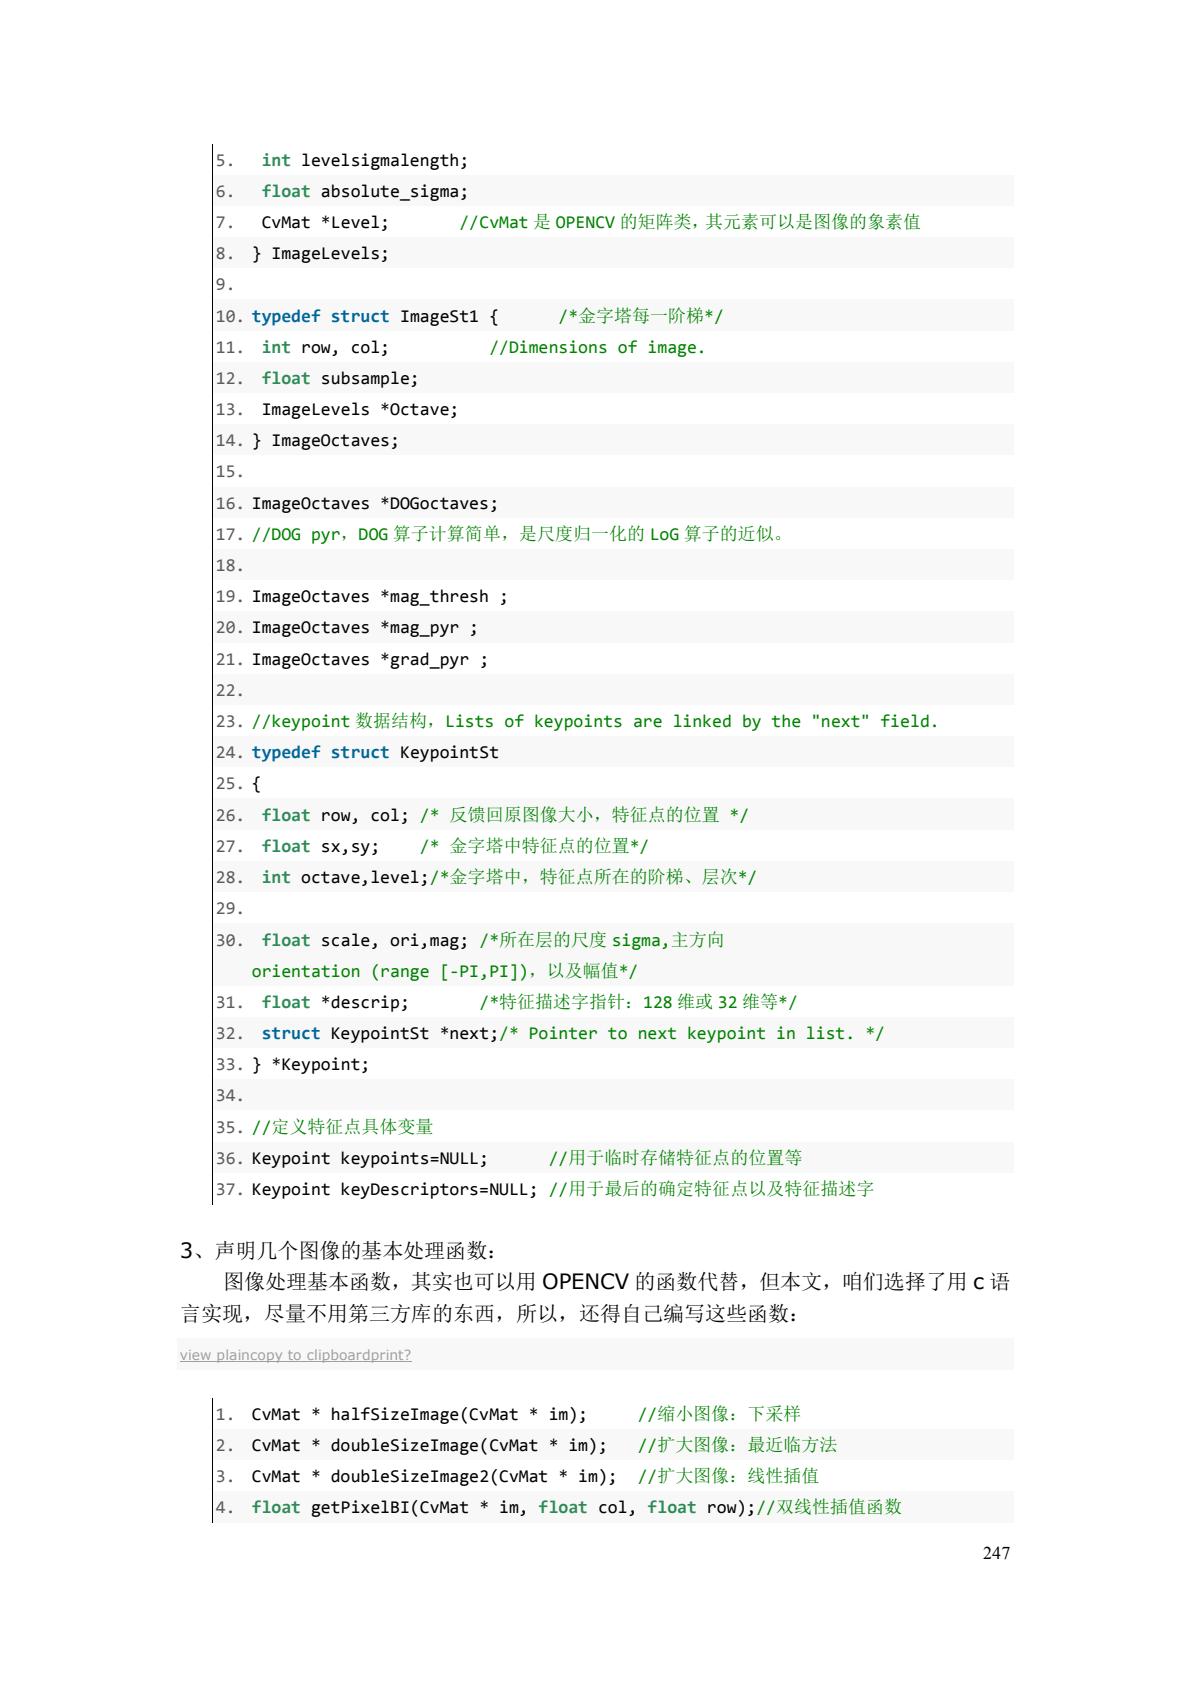 5.   int levelsigmalength;
6.   float absolute_sigma;
7.   CvMat *Level;       //CvMat 是 OPENCV 的矩阵类，其元素可以是图像的象素值
8.  } ImageLevels;
9.
10. typedef struct ImageSt1 {      /*金字塔每一阶梯*/
11.  int row, col;          //Dimensions of image.
12.  float subsample;
13.  ImageLevels *Octave;
14. } ImageOctaves;
15.
16. ImageOctaves *DOGoctaves;
17. //DOG pyr，DOG 算子计算简单，是尺度归一化的 LoG 算子的近似。
18.
19. ImageOctaves *mag_thresh ;
20. ImageOctaves *mag_pyr ;
21. ImageOctaves *grad_pyr ;
22.
23. //keypoint 数据结构，Lists of keypoints are linked by the "next" field.
24. typedef struct KeypointSt
25. {
26.  float row, col; /* 反馈回原图像大小，特征点的位置 */
27.  float sx,sy;    /* 金字塔中特征点的位置*/
28.  int octave,level;/*金字塔中，特征点所在的阶梯、层次*/
29.
30.  float scale, ori,mag; /*所在层的尺度 sigma,主方向
orientation (range [-PI,PI])，以及幅值*/
31.  float *descrip;       /*特征描述字指针：128 维或 32 维等*/
32.  struct KeypointSt *next;/* Pointer to next keypoint in list. */
33. } *Keypoint;
34.
35. //定义特征点具体变量
36. Keypoint keypoints=NULL;      //用于临时存储特征点的位置等
37. Keypoint keyDescriptors=NULL; //用于最后的确定特征点以及特征描述字
3、声明几个图像的基本处理函数：
图像处理基本函数，其实也可以用 OPENCV 的函数代替，但本文，咱们选择了用 c 语
言实现，尽量不用第三方库的东西，所以，还得自己编写这些函数：
view plaincopy to clipboardprint?
1.  CvMat * halfSizeImage(CvMat * im);     //缩小图像：下采样
2.  CvMat * doubleSizeImage(CvMat * im);   //扩大图像：最近临方法
3.  CvMat * doubleSizeImage2(CvMat * im);  //扩大图像：线性插值
4.  float getPixelBI(CvMat * im, float col, float row);//双线性插值函数
247